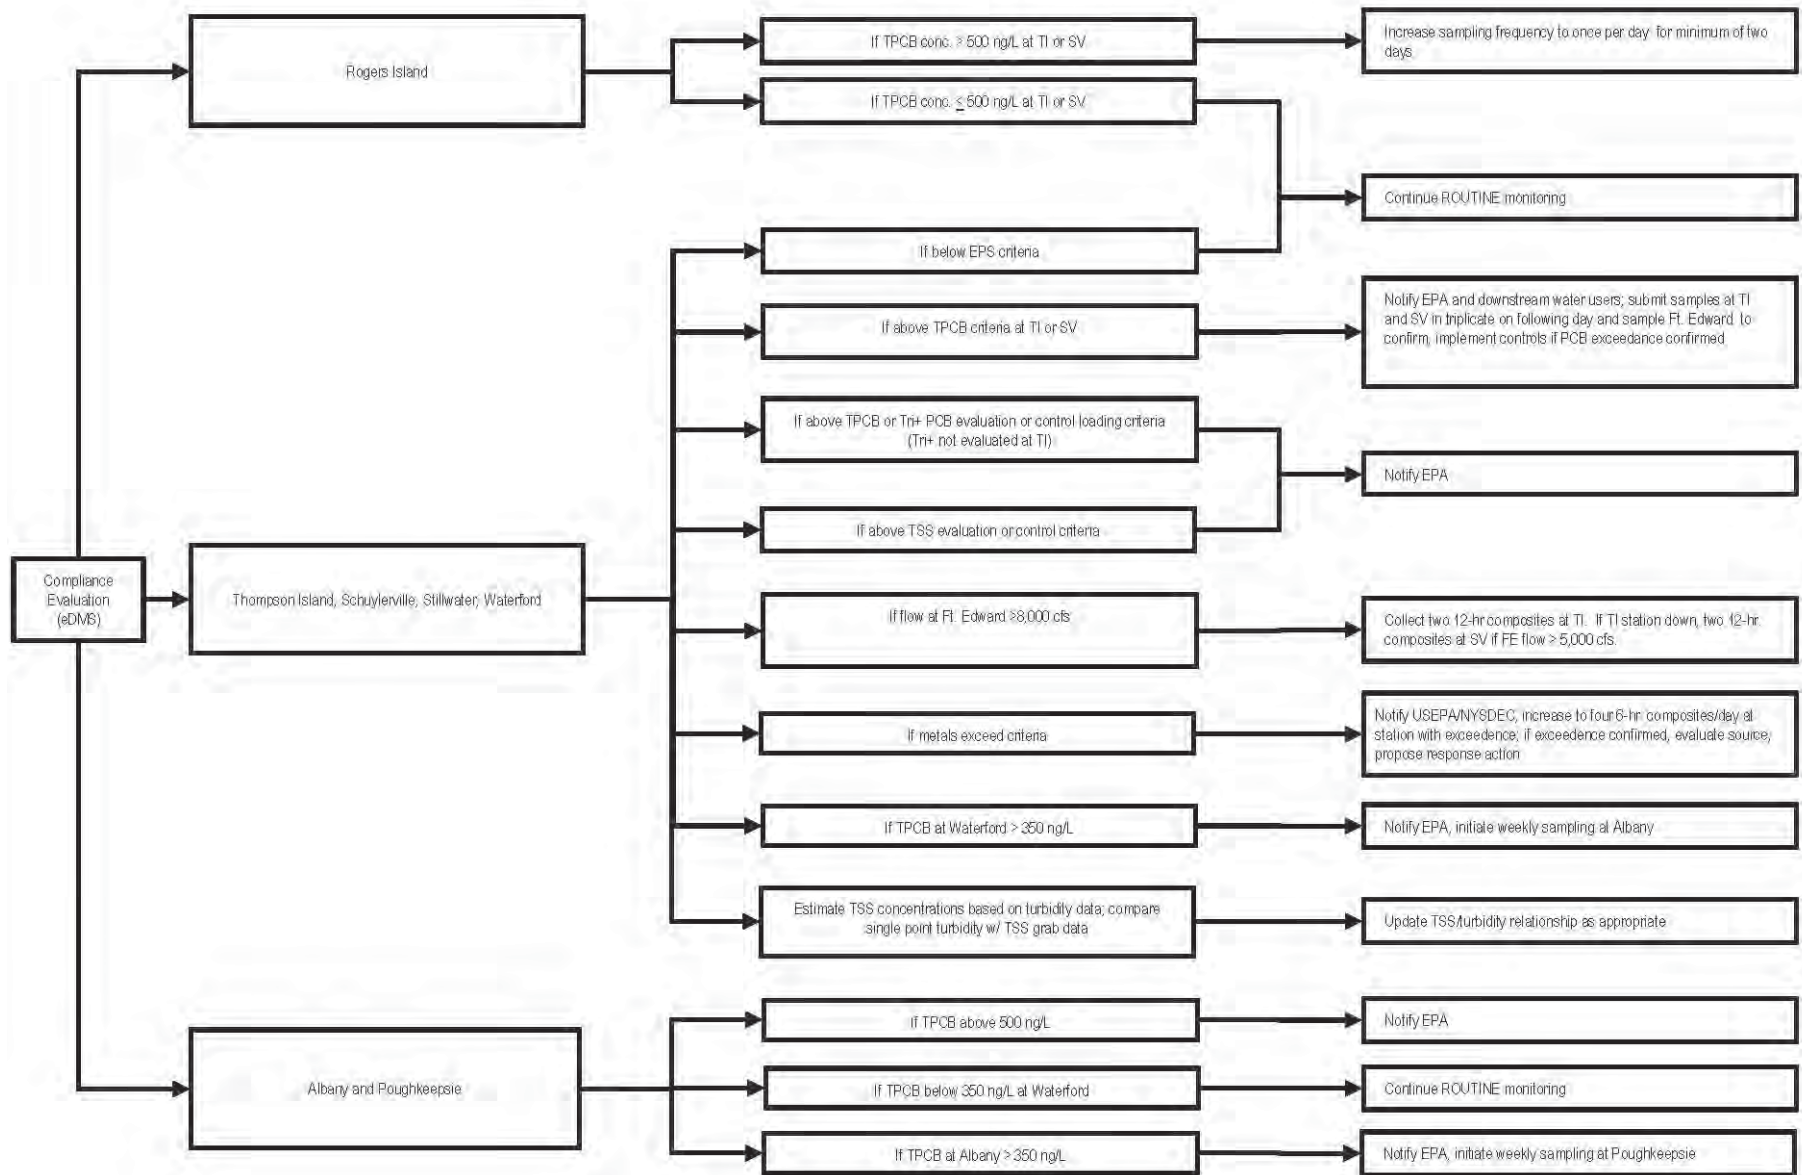 Rogers Island
If TPCB conc. > 500 ng/L at TI or SV
Increase sampling frequency to once per day for minimum of two
days
If TPCB conc. ≤ 500 ng/L at TI or SV
Continue ROUTINE monitoring
Compliance
Evaluation
(eDMS)
Thompson Island, Schuylerville, Stillwater, Waterford
If below EPS criteria
If above TPCB criteria at TI or SV
Notify EPA and downstream water users; submit samples at TI
and SV in triplicate on following day and sample Ft. Edward to
confirm; implement controls if PCB exceedance confirmed
If above TPCB or Tri+ PCB evaluation or control loading criteria
(Tri+ not evaluated at TI)
Notify EPA
If above TSS evaluation or control criteria
If flow at Ft. Edward >8,000 cfs
Collect two 12-hr composites at TI. If TI station down, two 12-hr
composites at SV if FE flow > 5,000 cfs.
If metals exceed criteria
Notify USEPA/NYSDEC, increase to four 6-hr composites/day at
station with exceedence; if exceedence confirmed, evaluate source,
propose response action
If TPCB at Waterford > 350 ng/L
Notify EPA, initiate weekly sampling at Albany
Estimate TSS concentrations based on turbidity data; compare
single point turbidity w/ TSS grab data
Update TSS/turbidity relationship as appropriate
Albany and Poughkeepsie
If TPCB above 500 ng/L
Notify EPA
If TPCB below 350 ng/L at Waterford
Continue ROUTINE monitoring
If TPCB at Albany > 350 ng/L
Notify EPA, initiate weekly sampling at Poughkeepsie